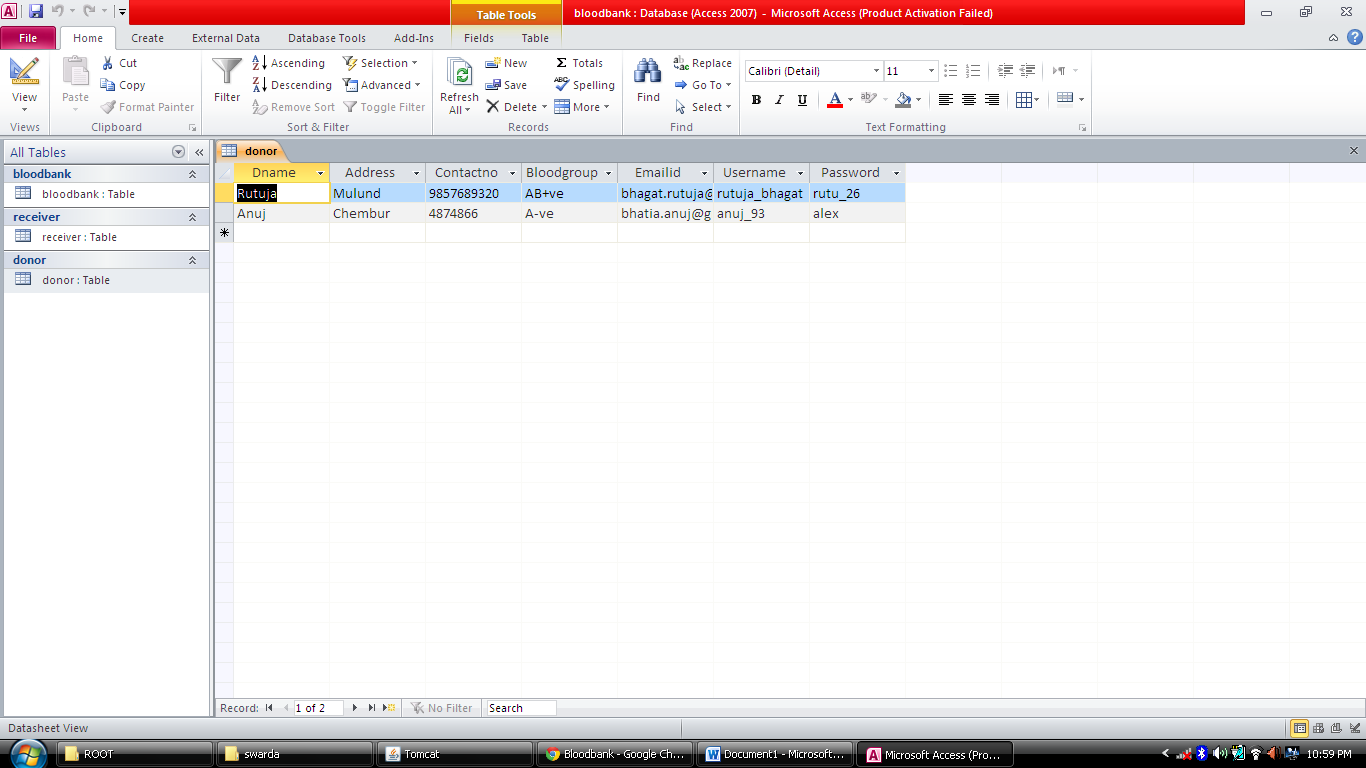 Table Tools
bloodbank : Database (Access 2007) - Microsoft Access (Product Activation Failed)
File Home Create External Data Database Tools Add-Ins Fields Table
View
Views
Paste
Cut
Copy
Format Painter
Clipboard
Filter
Ascending
Descending
Remove Sort
Selection
Advanced
Toggle Filter
Sort & Filter
Refresh
All
New
Save
Delete
Totals
Spelling
More
Records
Find
Replace
Go To
Select
Find
Calibri (Detail) 11
B I U A ab
Text Formatting
All Tables
bloodbank
bloodbank : Table
receiver
receiver : Table
donor
donor : Table
donor
Dname Address Contactno Bloodgroup Emailid Username Password
Rutuja Mulund 9857689320 AB+ve bhagat.rutuja@ rutuja_bhagat rutu_26
Anuj Chembur 4874866 A-ve bhatia.anuj@g anuj_93 alex
Record: 1 of 2 No Filter Search
Datasheet View
ROOT swarda Tomcat Bloodbank - Google Ch... Document1 - Microsoft... Microsoft Access (Pro... 10:59 PM